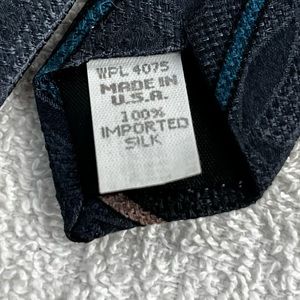 WPL 4075
MADE IN
U.S.A.
100%
IMPORTED
SILK